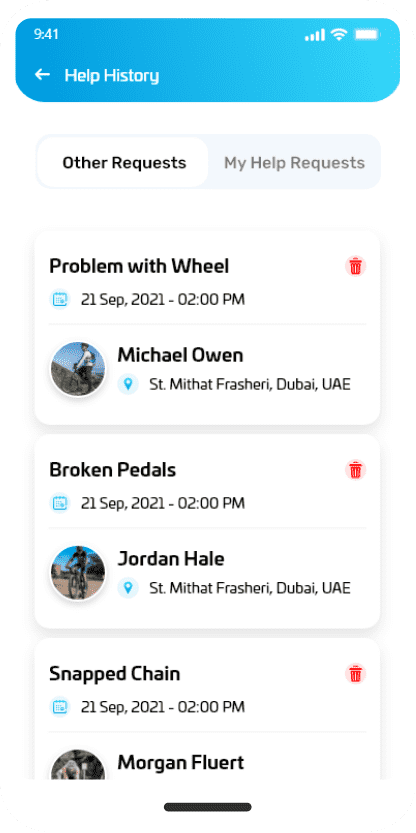 9:41
Help History
Other Requests
My Help Requests
Problem with Wheel
21 Sep, 2021 - 02:00 PM
Michael Owen
St. Mithat Frasheri, Dubai, UAE
Broken Pedals
21 Sep, 2021 - 02:00 PM
Jordan Hale
St. Mithat Frasheri, Dubai, UAE
Snapped Chain
21 Sep, 2021 - 02:00 PM
Morgan Fluert